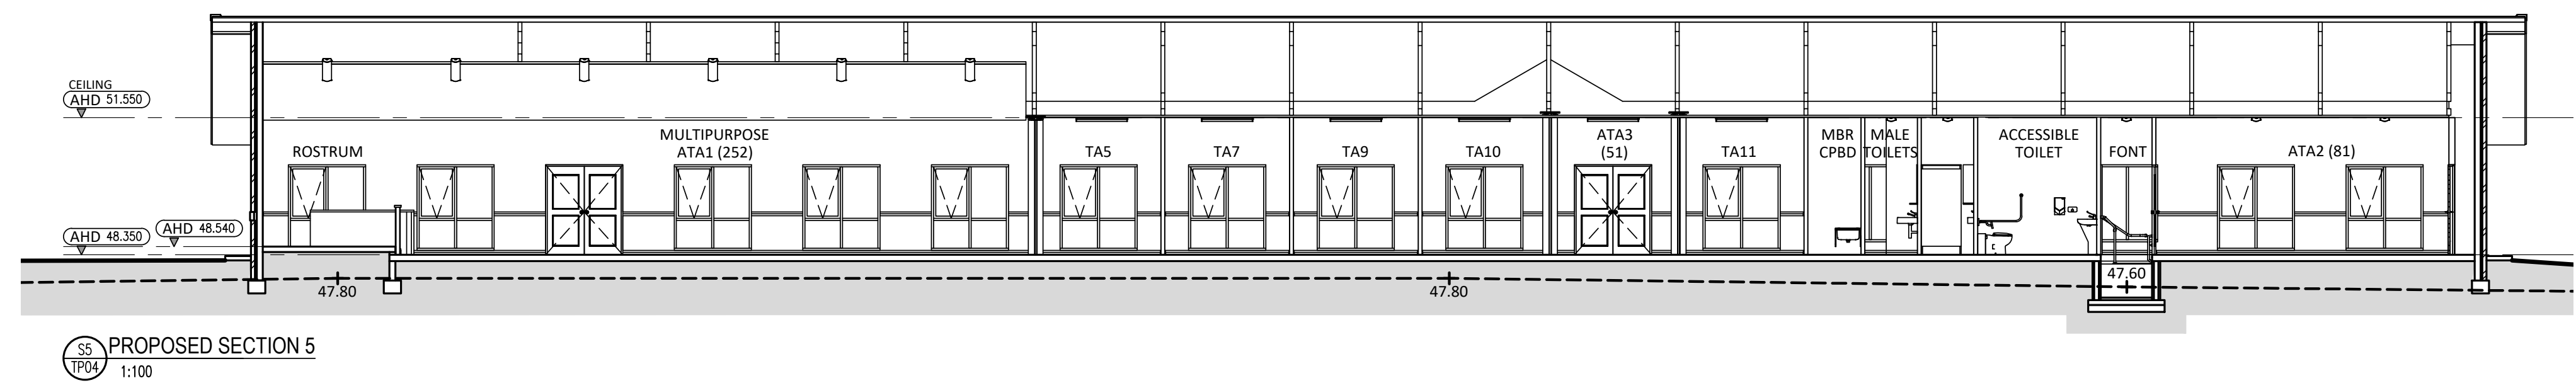 CEILING
AHD 51.550
MULTIPURPOSE
ATA1 (252)
ROSTRUM
TA5
TA7
TA9
TA10
ATA3
(51)
TA11
MBR
CPBD
MALE
TOILETS
ACCESSIBLE
TOILET
FONT
ATA2 (81)
AHD 48.350
AHD 48.540
47.80
47.80
47.60
S5
TP04
PROPOSED SECTION 5
1:100